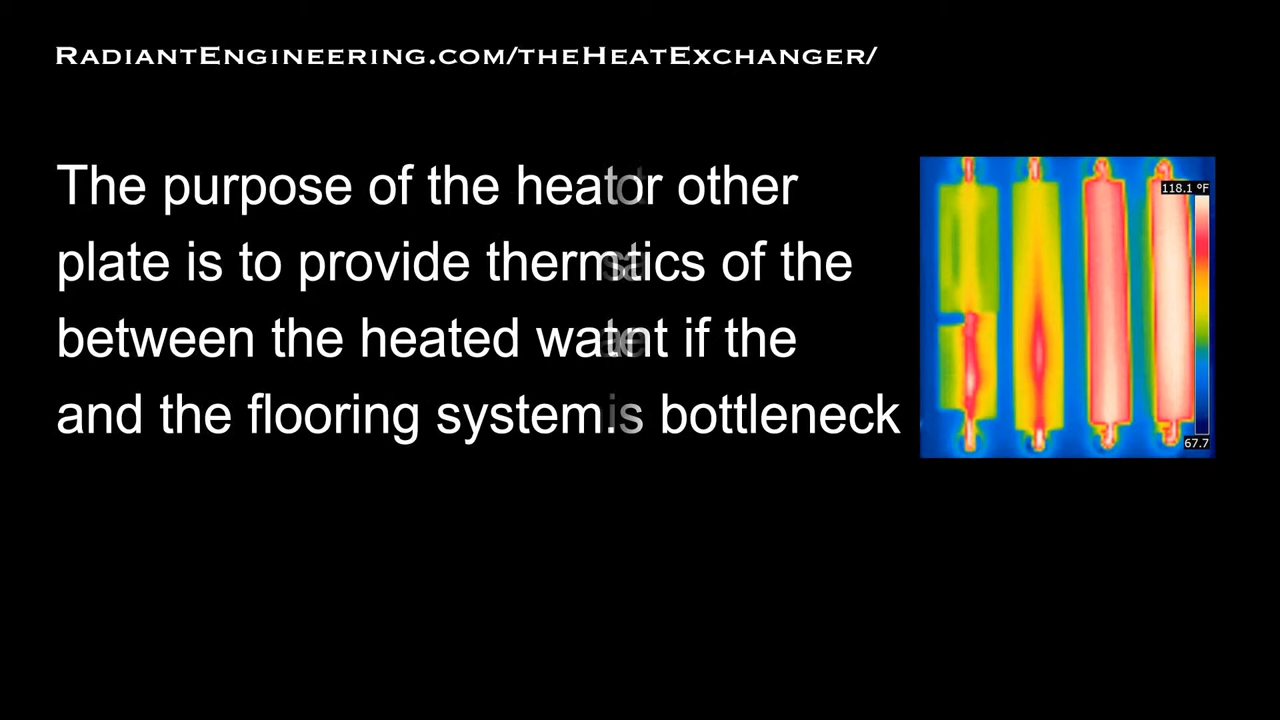 RadiantEngineering.com/theHeatExchanger/
The purpose of the heator other
plate is to provide thermtics of the
between the heated watnt if the
and the flooring system.is bottleneck
118.1 °F
67.7